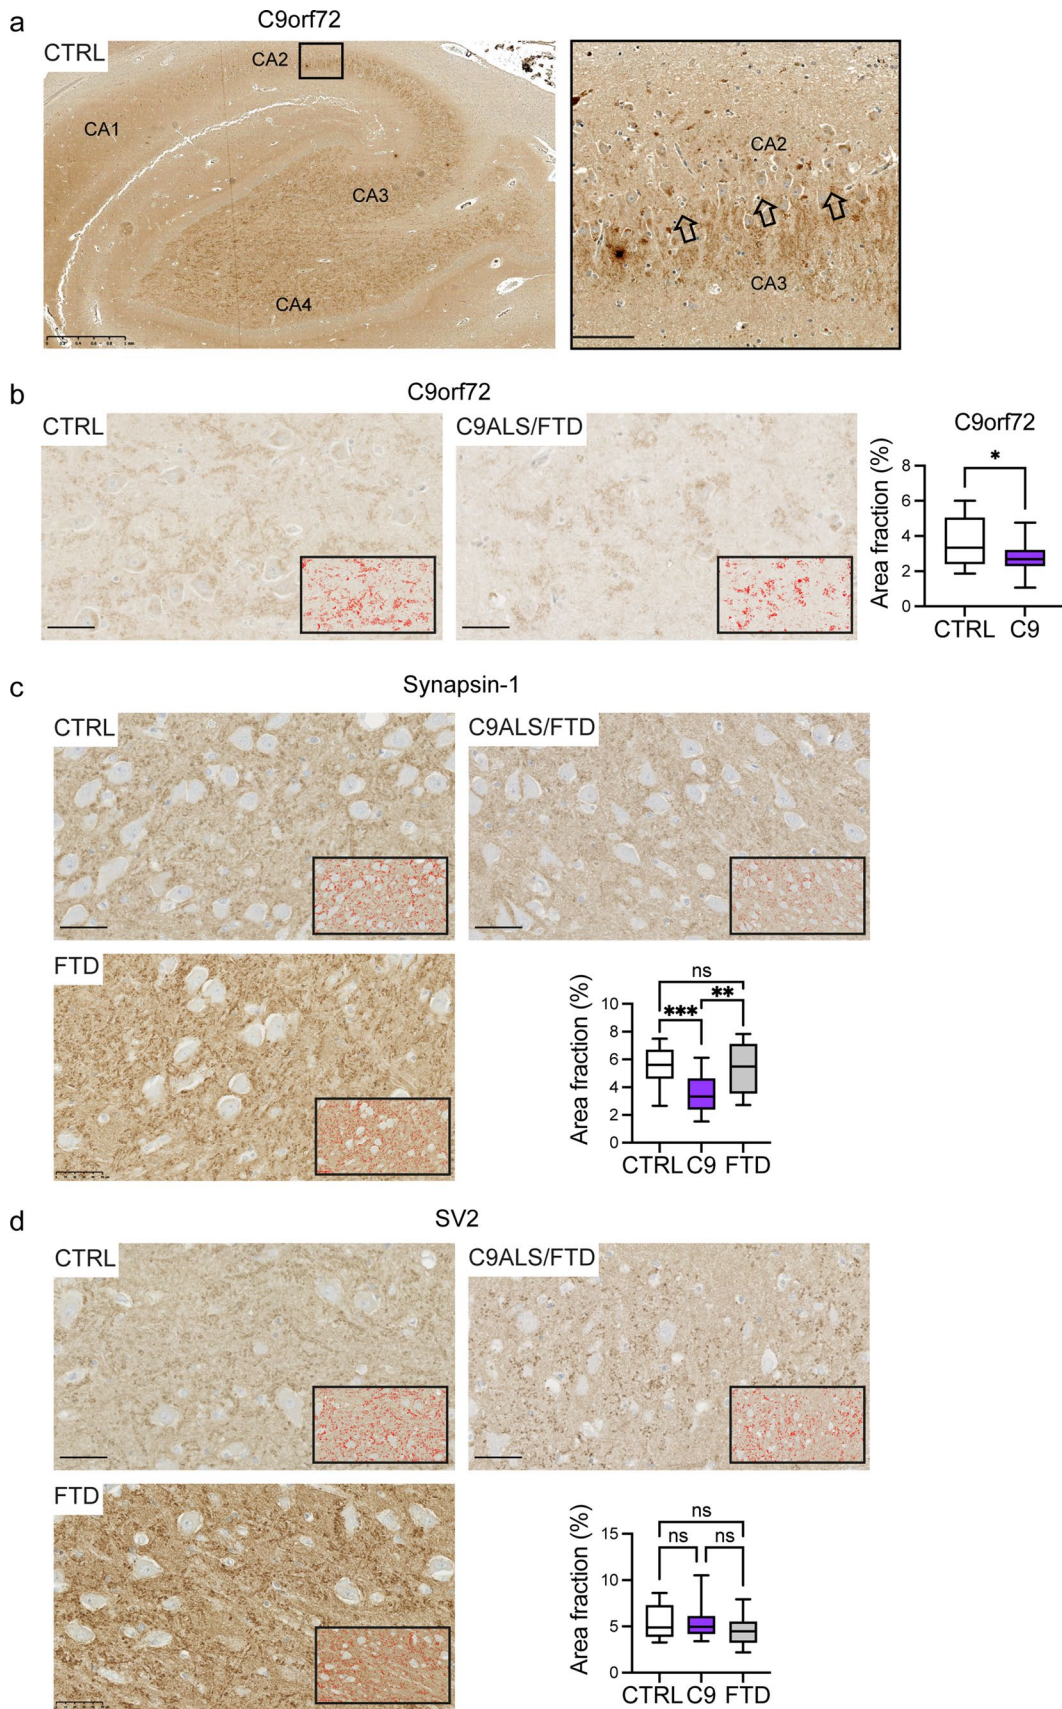 a
C9orf72
CTRL
CA2
CA1
CA3
CA4
CA2
CA3
b
C9orf72
CTRL
C9ALS/FTD
C9orf72
Area fraction (%)
8
6
4
2
0
*
CTRL C9
c
Synapsin-1
CTRL
C9ALS/FTD
FTD
Area fraction (%)
10
8
6
4
2
0
ns
*** **
CTRL C9 FTD
d
SV2
CTRL
C9ALS/FTD
FTD
Area fraction (%)
15
10
5
0
ns
ns ns
CTRL C9 FTD